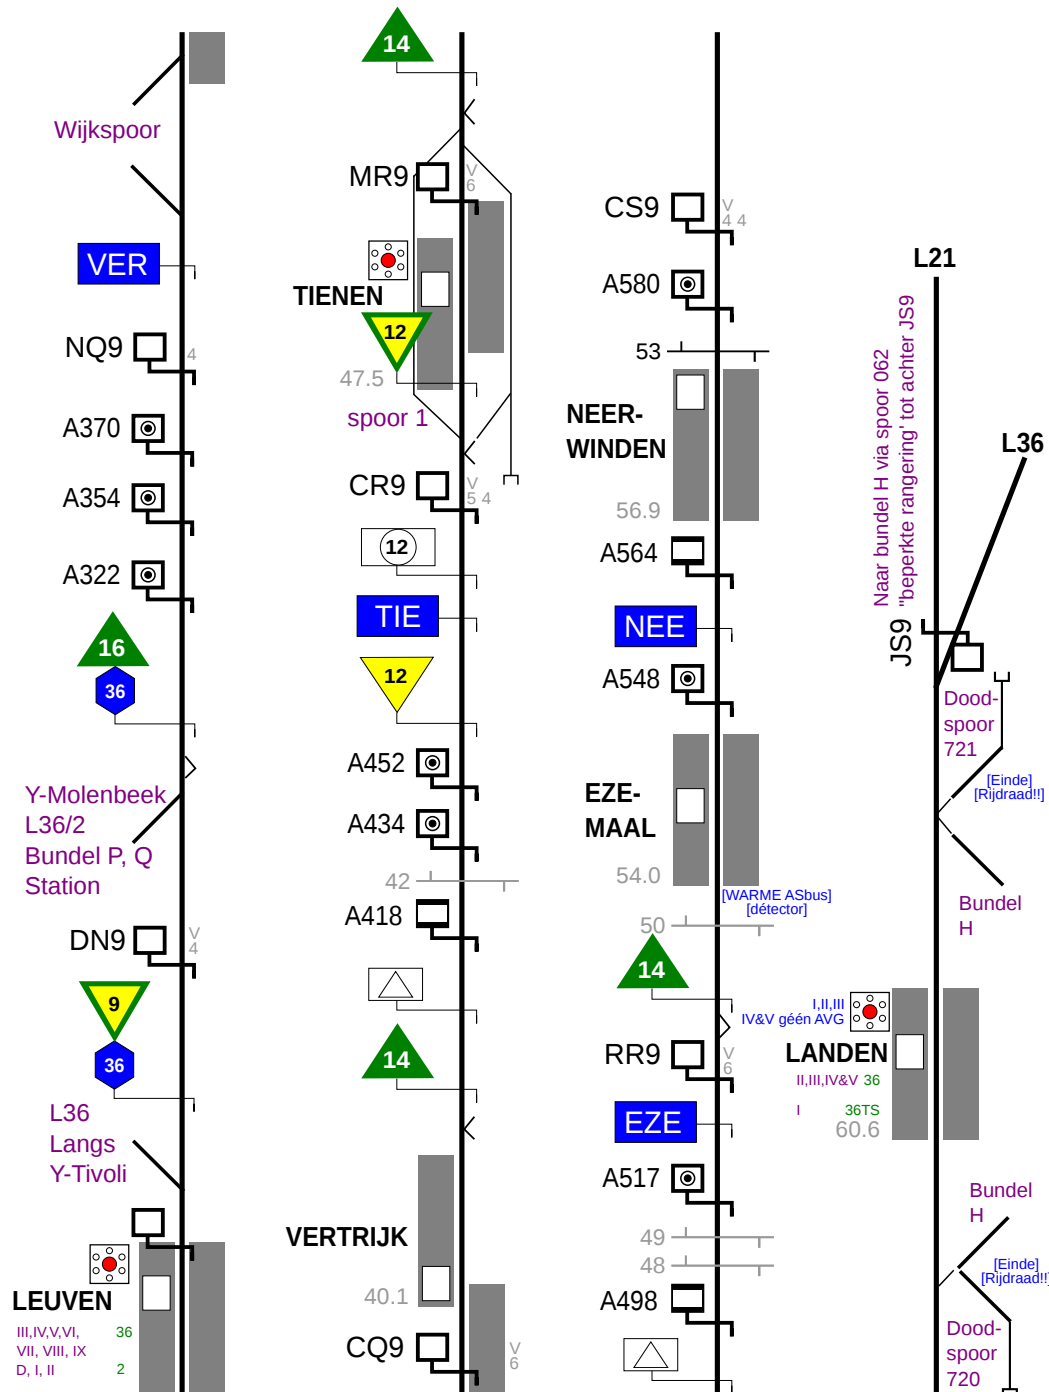 Wijkspoor
VER
NQ9
4
A370
A354
A322
16
36
Y-Molenbeek
L36/2
Bundel P, Q
Station
DN9
V
4
9
36
L36
Langs
Y-Tivoli
LEUVEN
III,IV,V,VI, 36
VII, VIII, IX
D, I, II 2
14
MR9
V
6
TIENEN
12
47.5
spoor 1
CR9
V
5 4
12
TIE
12
A452
A434
42
A418
14
VERTRIJK
40.1
CQ9
V
6
CS9
V
4 4
A580
53
NEER-
WINDEN
56.9
A564
NEE
A548
EZE-
MAAL
54.0
[WARME ASbus]
[détector]
50
14
RR9
V
6
EZE
A517
49
48
A498
L21
L36
Naar bundel H via spoor 062
"beperkte rangering' tot achter JS9
JS9
Dood-
spoor
721
[Einde]
[Rijdraad!!]
Bundel
H
I,II,III
IV&V géén AVG
LANDEN
II,III,IV&V 36
I 36TS
60.6
Bundel
H
[Einde]
[Rijdraad!!]
Dood-
spoor
720